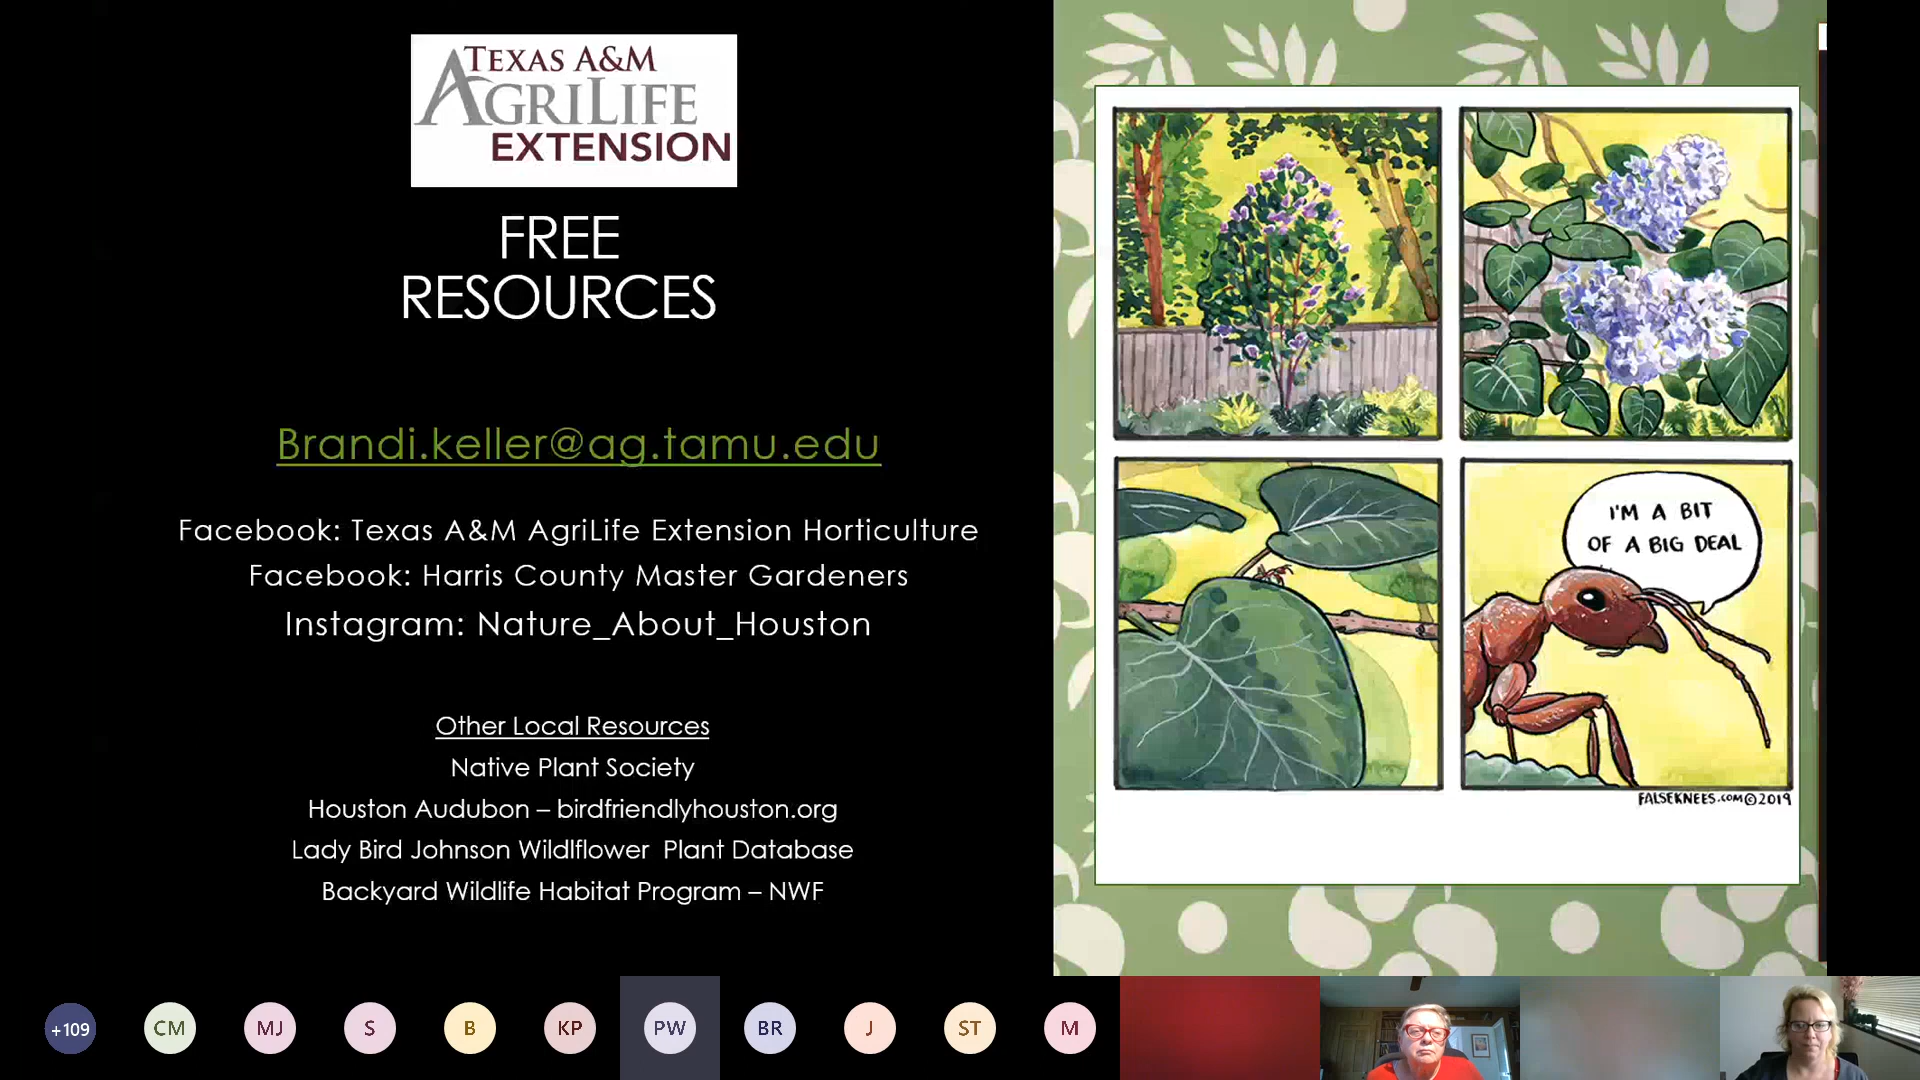 TEXAS A&M
AGRILIFE
EXTENSION
FREE
RESOURCES
Brandi.keller@ag.tamu.edu
Facebook: Texas A&M AgriLife Extension Horticulture
Facebook: Harris County Master Gardeners
Instagram: Nature_About_Houston
Other Local Resources
Native Plant Society
Houston Audubon – birdfriendlyhouston.org
Lady Bird Johnson Wildlflower  Plant Database
Backyard Wildlife Habitat Program – NWF
I'M A BIT
OF A BIG DEAL
FALSEKNEES.COM©2019
+109 CM MJ S B KP PW BR J ST M